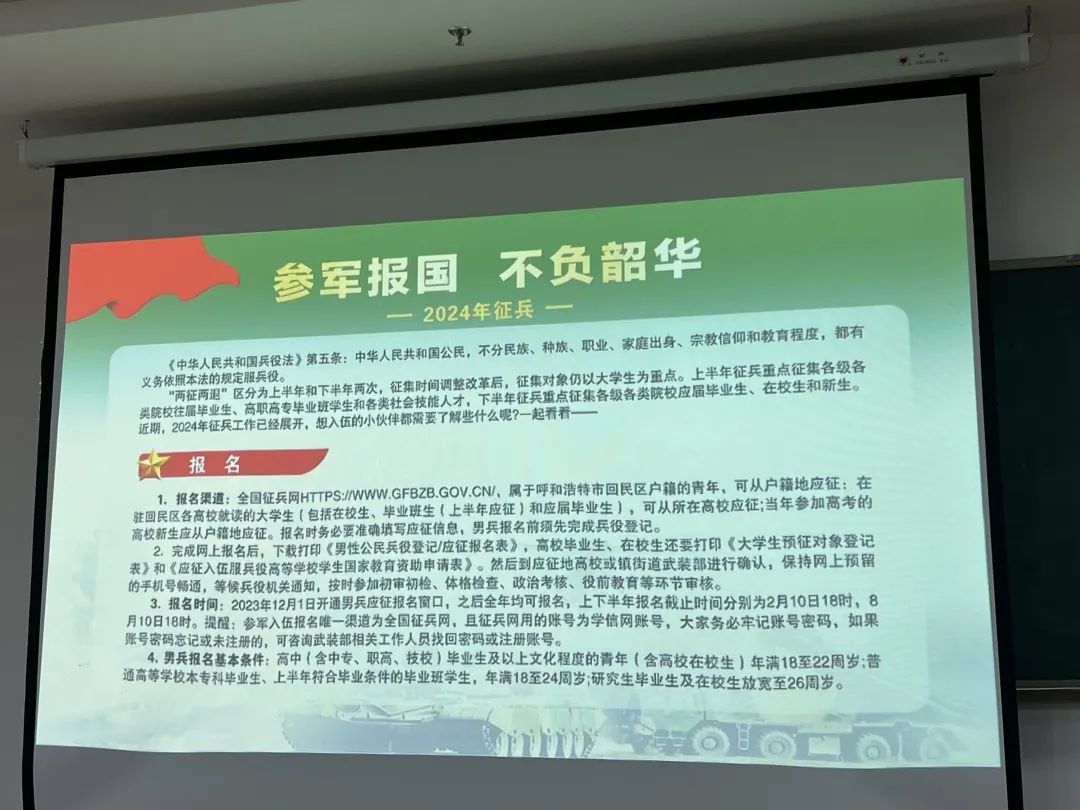 参军报国 不负韶华
— 2024年征兵 —
《中华人民共和国兵役法》第五条：中华人民共和国公民，不分民族、种族、职业、家庭出身、宗教信仰和教育程度，都有
义务依照本法的规定服兵役。
“两征两退”区分为上半年和下半年两次，征集时间调整改革后，征集对象仍以大学生为重点。上半年征兵重点征集各级各
类院校往届毕业生、高职高专毕业班学生和各类社会技能人才，下半年征兵重点征集各级各类院校应届毕业生、在校生和新生。
近期，2024年征兵工作已经展开，想入伍的小伙伴都需要了解些什么呢?一起看看——
报 名
1、报名渠道：全国征兵网HTTPS://WWW.GFBZB.GOV.CN/，属于呼和浩特市回民区户籍的青年，可从户籍地应征：在
驻回民区各高校就读的大学生（包括在校生、毕业班生（上半年应征）和应届毕业生），可从所在高校应征;当年参加高考的
高校新生应从户籍地应征。报名时务必要准确填写应征信息，男兵报名前须先完成兵役登记。
2、完成网上报名后，下载打印《男性公民兵役登记/应征报名表》，高校毕业生、在校生还要打印《大学生预征对象登记
表》和《应征入伍服兵役高等学校学生国家教育资助申请表》。然后到应征地高校或镇街道武装部进行确认，保持网上预留
的手机号畅通，等候兵役机关通知，按时参加初审初检、体格检查、政治考核、役前教育等环节审核。
3、报名时间：2023年12月1日开通男兵应征报名窗口，之后全年均可报名，上下半年报名截止时间分别为2月10日18时，8
月10日18时。提醒：参军入伍报名唯一渠道为全国征兵网，且征兵网用的账号为学信网账号，大家务必牢记账号密码，如果
账号密码忘记或未注册的，可咨询武装部相关工作人员找回密码或注册账号。
4、男兵报名基本条件：高中（含中专、职高、技校）毕业生及以上文化程度的青年（含高校在校生）年满18至22周岁;普
通高等学校本专科毕业生、上半年符合毕业条件的毕业班学生，年满18至24周岁;研究生毕业生及在校生放宽至26周岁。